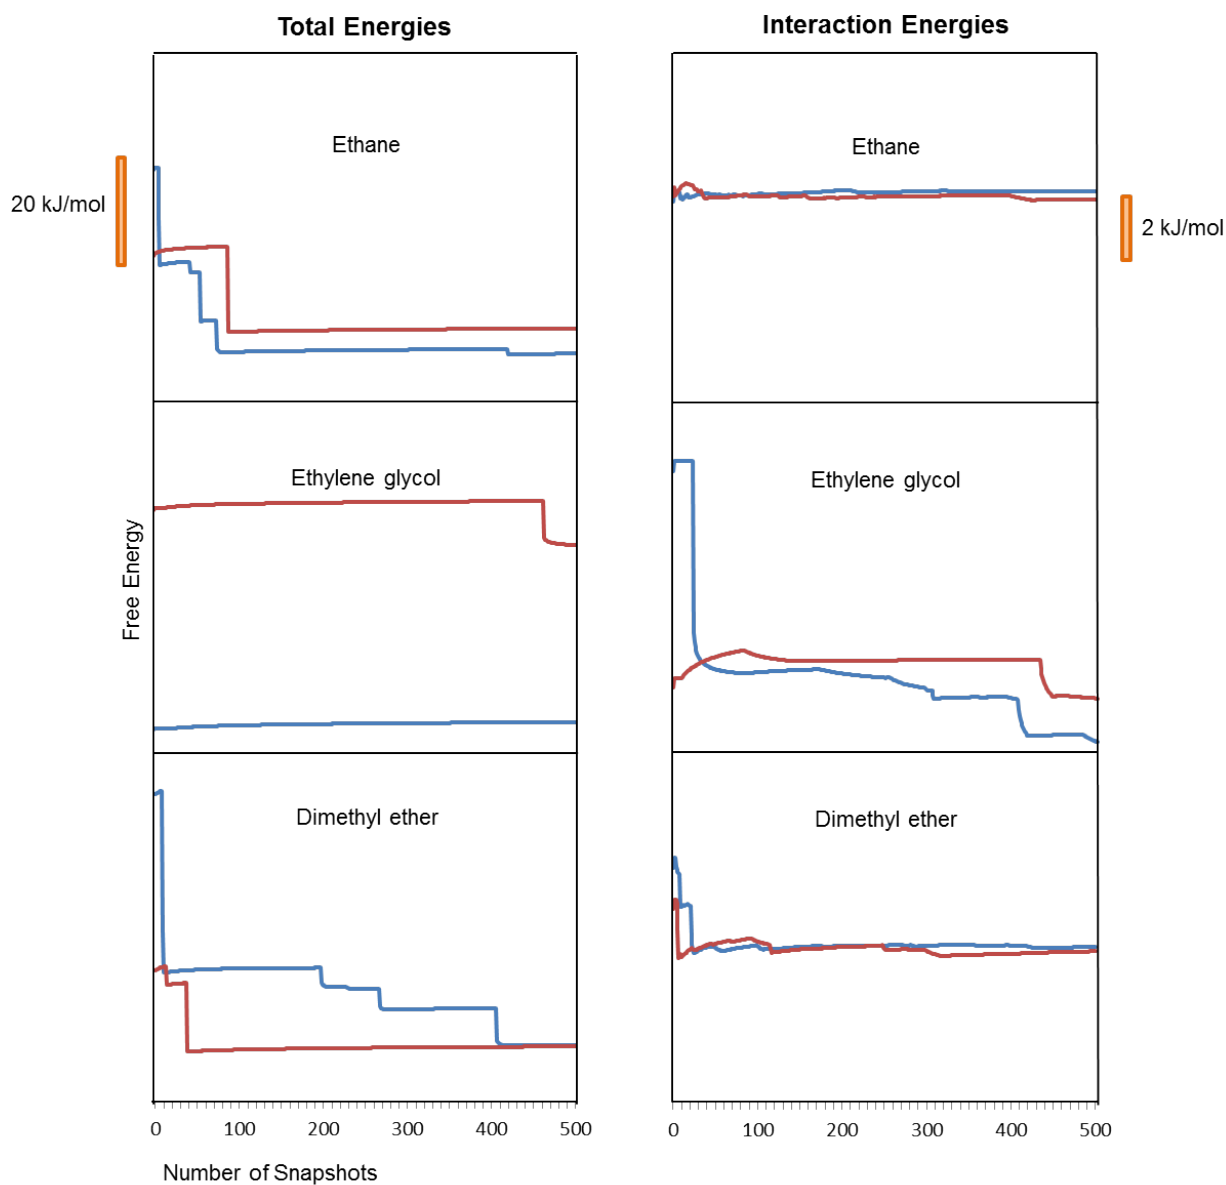 Total Energies
Interaction Energies
Ethane
Ethane
20 kJ/mol
2 kJ/mol
Ethylene glycol
Ethylene glycol
Free Energy
Dimethyl ether
Dimethyl ether
0 100 200 300 400 500
0 100 200 300 400 500
Number of Snapshots